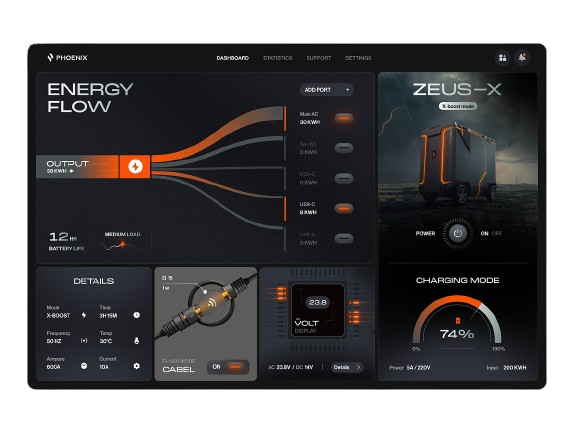 PHOENIX
DASHBOARD STATISTICS SUPPORT SETTINGS
ENERGY
FLOW
ADD PORT +
OUTPUT
38 KWH
Main AC
30 KWH
Sec AC
0 KWH
USB-C
0 KWH
USB-C
8 KWH
0 KWH
12 HR
BATTERY LIFE
MEDIUM LOAD
ZEUS-X
X-boost mode
POWER
ON OFF
DETAILS
Mode
X-BOOST
Time
3H 15M
Frequency
50 HZ
Temp
30°C
Ampere
600A
Current
10A
Ω 15
1 w
FLASH MODE
CABEL
ON
23.8
VOLT
DISPLAY
AC 23.8V / DC 14V
Details
CHARGING MODE
74%
0%
Power 5A / 220V
Input 200 KWH